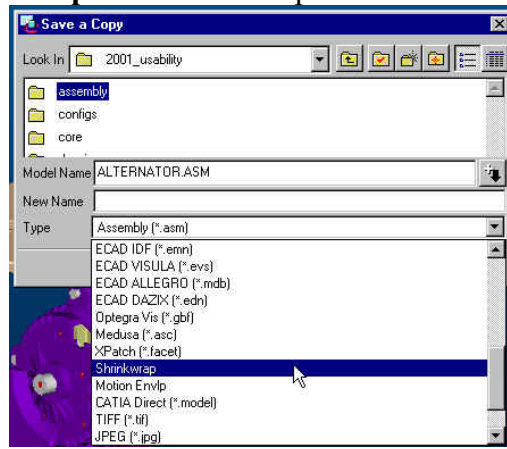 Save a Copy
Look In 2001_usability
assembly
configs
core
Model Name ALTERNATOR.ASM
New Name
Type Assembly (*.asm)
ECAD IDF (*.emn)
ECAD VISULA (*.evs)
ECAD ALLEGRO (*.mdb)
ECAD DAZIX (*.edn)
Optegra Vis (*.gbf)
Medusa (*.asc)
XPatch (*.facet)
Shrinkwrap
Motion Envlp
CATIA Direct (*.model)
TIFF (*.tif)
JPEG (*.jpg)